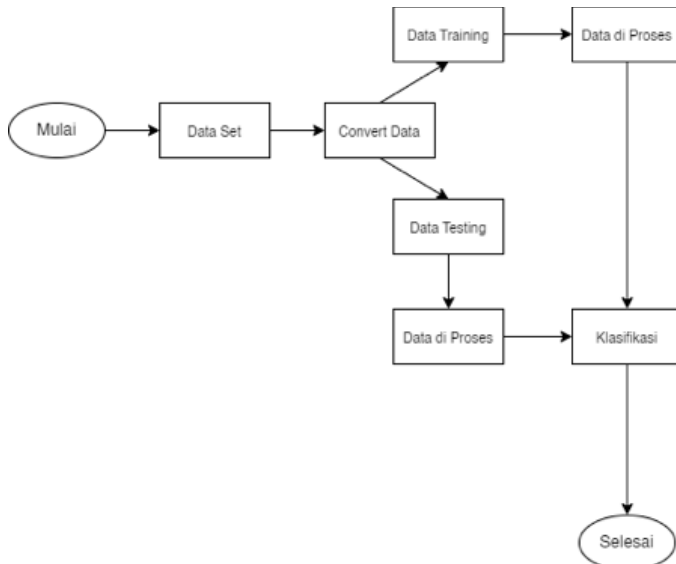 Data Training
Data di Proses
Mulai
Data Set
Convert Data
Data Testing
Data di Proses
Klasifikasi
Selesai